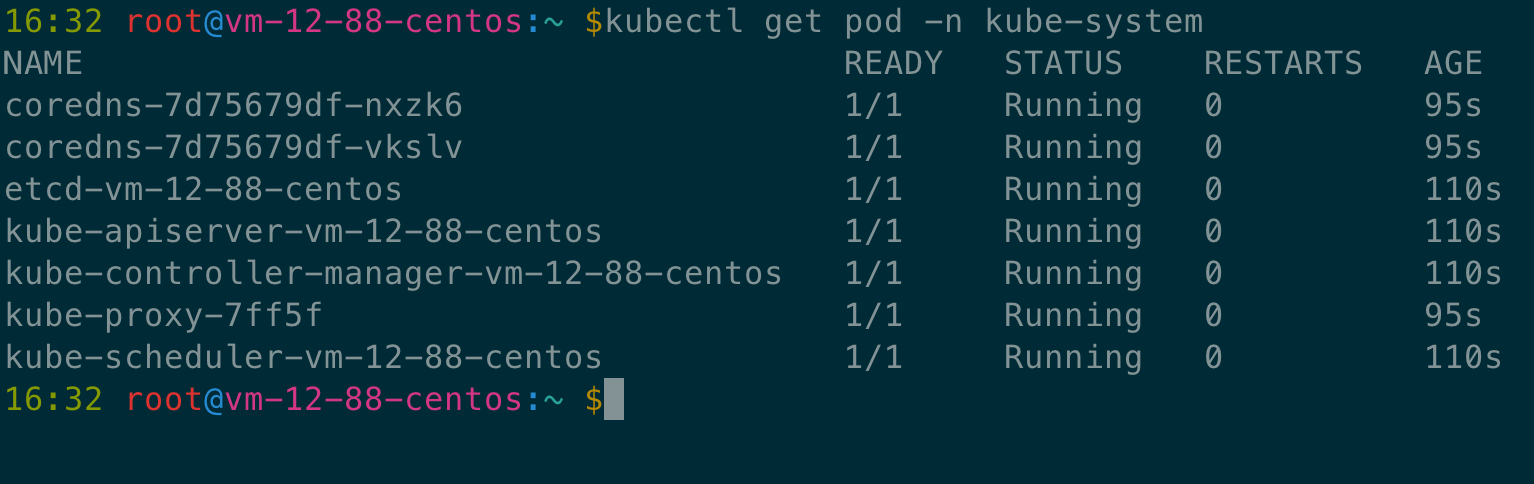 16:32 root@vm-12-88-centos:~ $kubectl get pod -n kube-system
NAME READY STATUS RESTARTS AGE
coredns-7d75679df-nxzk6 1/1 Running 0 95s
coredns-7d75679df-vkslv 1/1 Running 0 95s
etcd-vm-12-88-centos 1/1 Running 0 110s
kube-apiserver-vm-12-88-centos 1/1 Running 0 110s
kube-controller-manager-vm-12-88-centos 1/1 Running 0 110s
kube-proxy-7ff5f 1/1 Running 0 95s
kube-scheduler-vm-12-88-centos 1/1 Running 0 110s
16:32 root@vm-12-88-centos:~ $